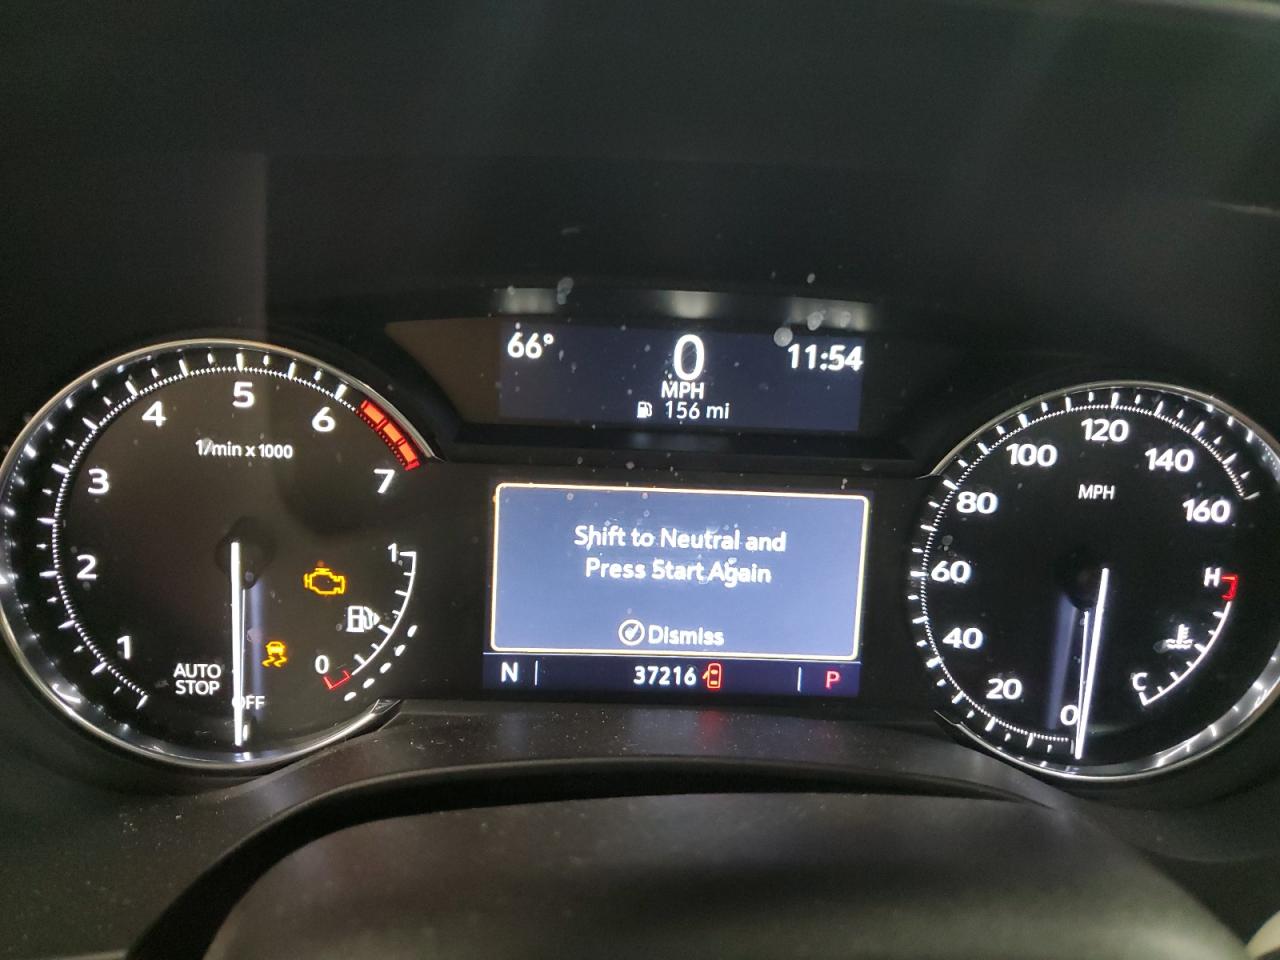 66° 0 11:54
MPH
156 mi
1 2 3 4 5 6 7
1/min x 1000
AUTO
STOP
OFF
1
0
Shift to Neutral and
Press Start Again
Dismiss
N 37216 P
0 20 40 60 80 100 120 140 160
MPH
H
C